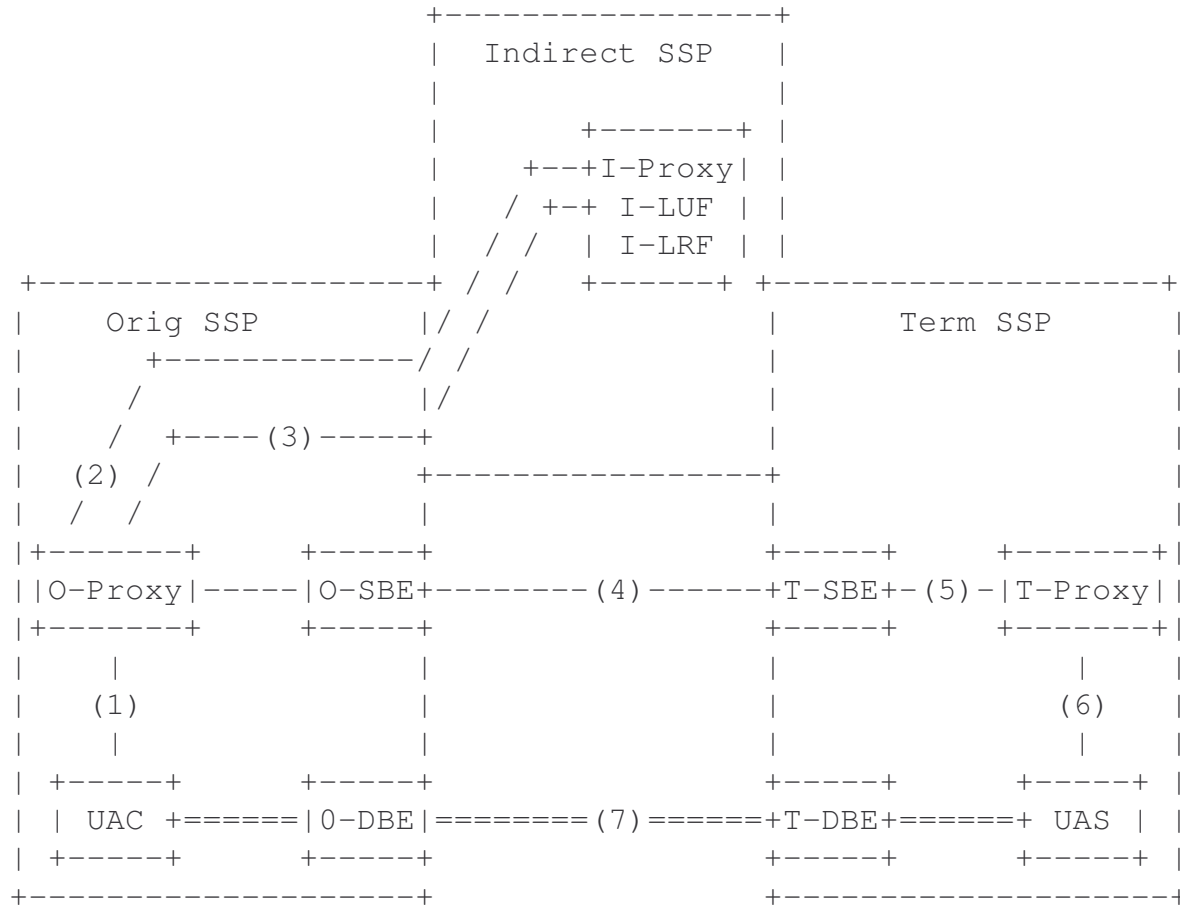 Indirect SSP
I-Proxy
I-LUF
I-LRF
Orig SSP Term SSP
(3)
(2)
O-Proxy O-SBE (4) T-SBE (5) T-Proxy
(1) (6)
UAC 0-DBE (7) T-DBE UAS